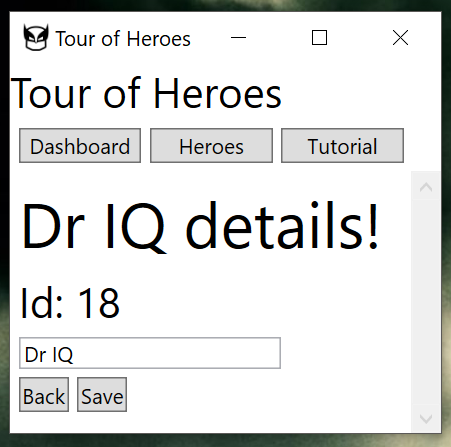 Tour of Heroes
Tour of Heroes
Dashboard Heroes Tutorial
Dr IQ details!
Id: 18
Dr IQ
Back Save